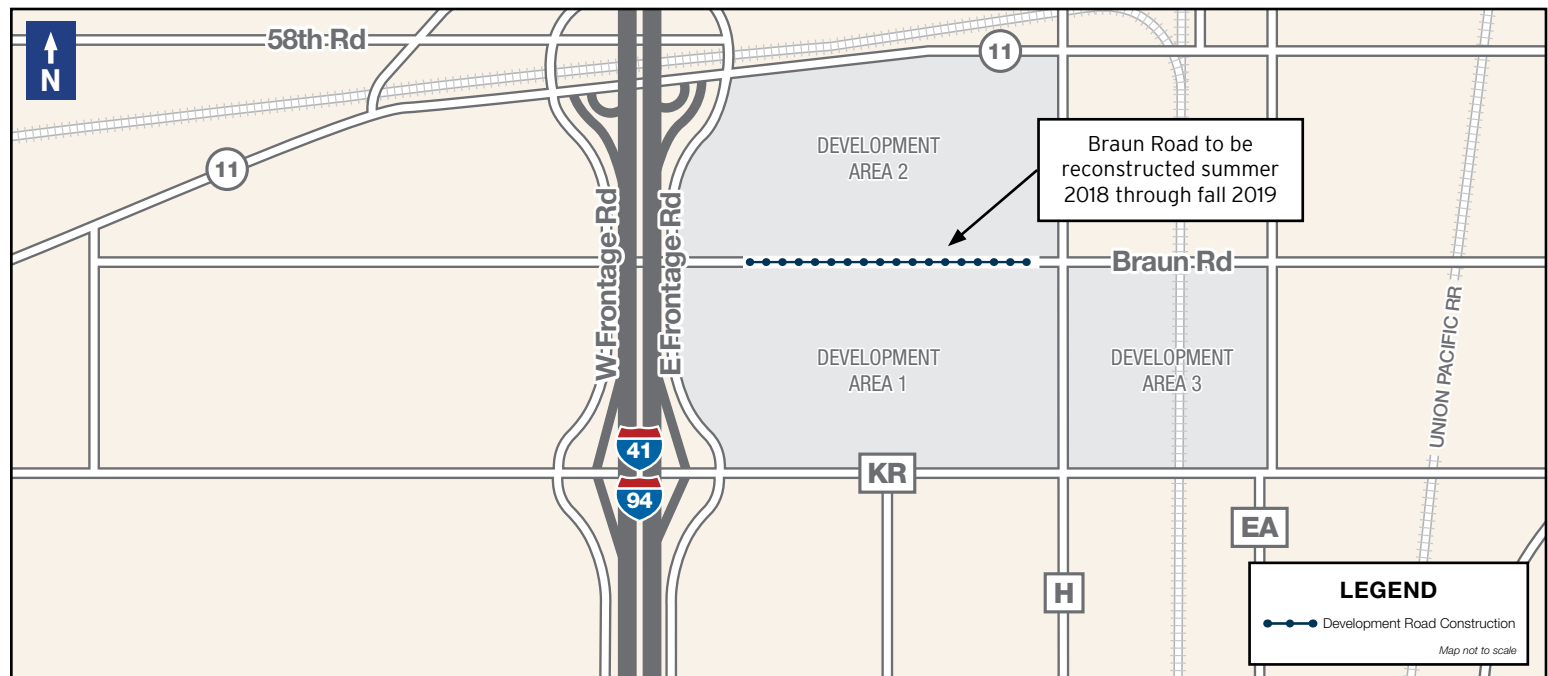 N
58th Rd
11
11
DEVELOPMENT
AREA 2
Braun Road to be
reconstructed summer
2018 through fall 2019
W Frontage Rd
E Frontage Rd
Braun Rd
DEVELOPMENT
AREA 1
DEVELOPMENT
AREA 3
UNION PACIFIC RR
41
94
KR
EA
H
LEGEND
Development Road Construction
Map not to scale